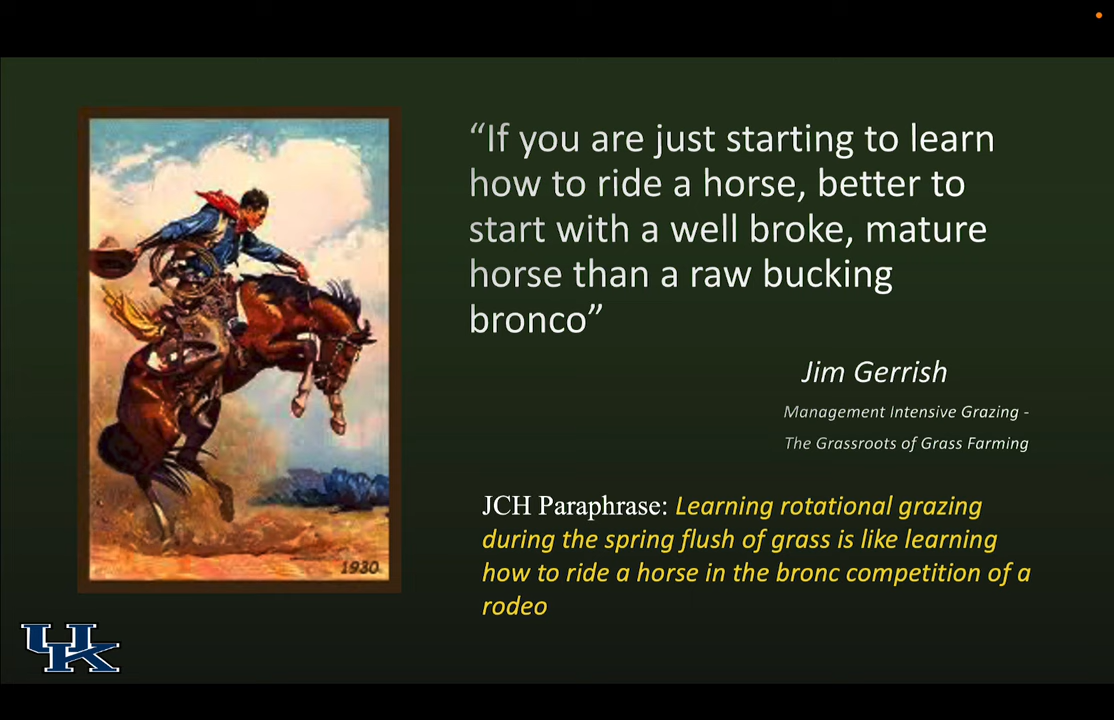 “If you are just starting to learn
how to ride a horse, better to
start with a well broke, mature
horse than a raw bucking
bronco”
Jim Gerrish
Management Intensive Grazing -
The Grassroots of Grass Farming
JCH Paraphrase: Learning rotational grazing
during the spring flush of grass is like learning
how to ride a horse in the bronc competition of a
rodeo
1930
UK